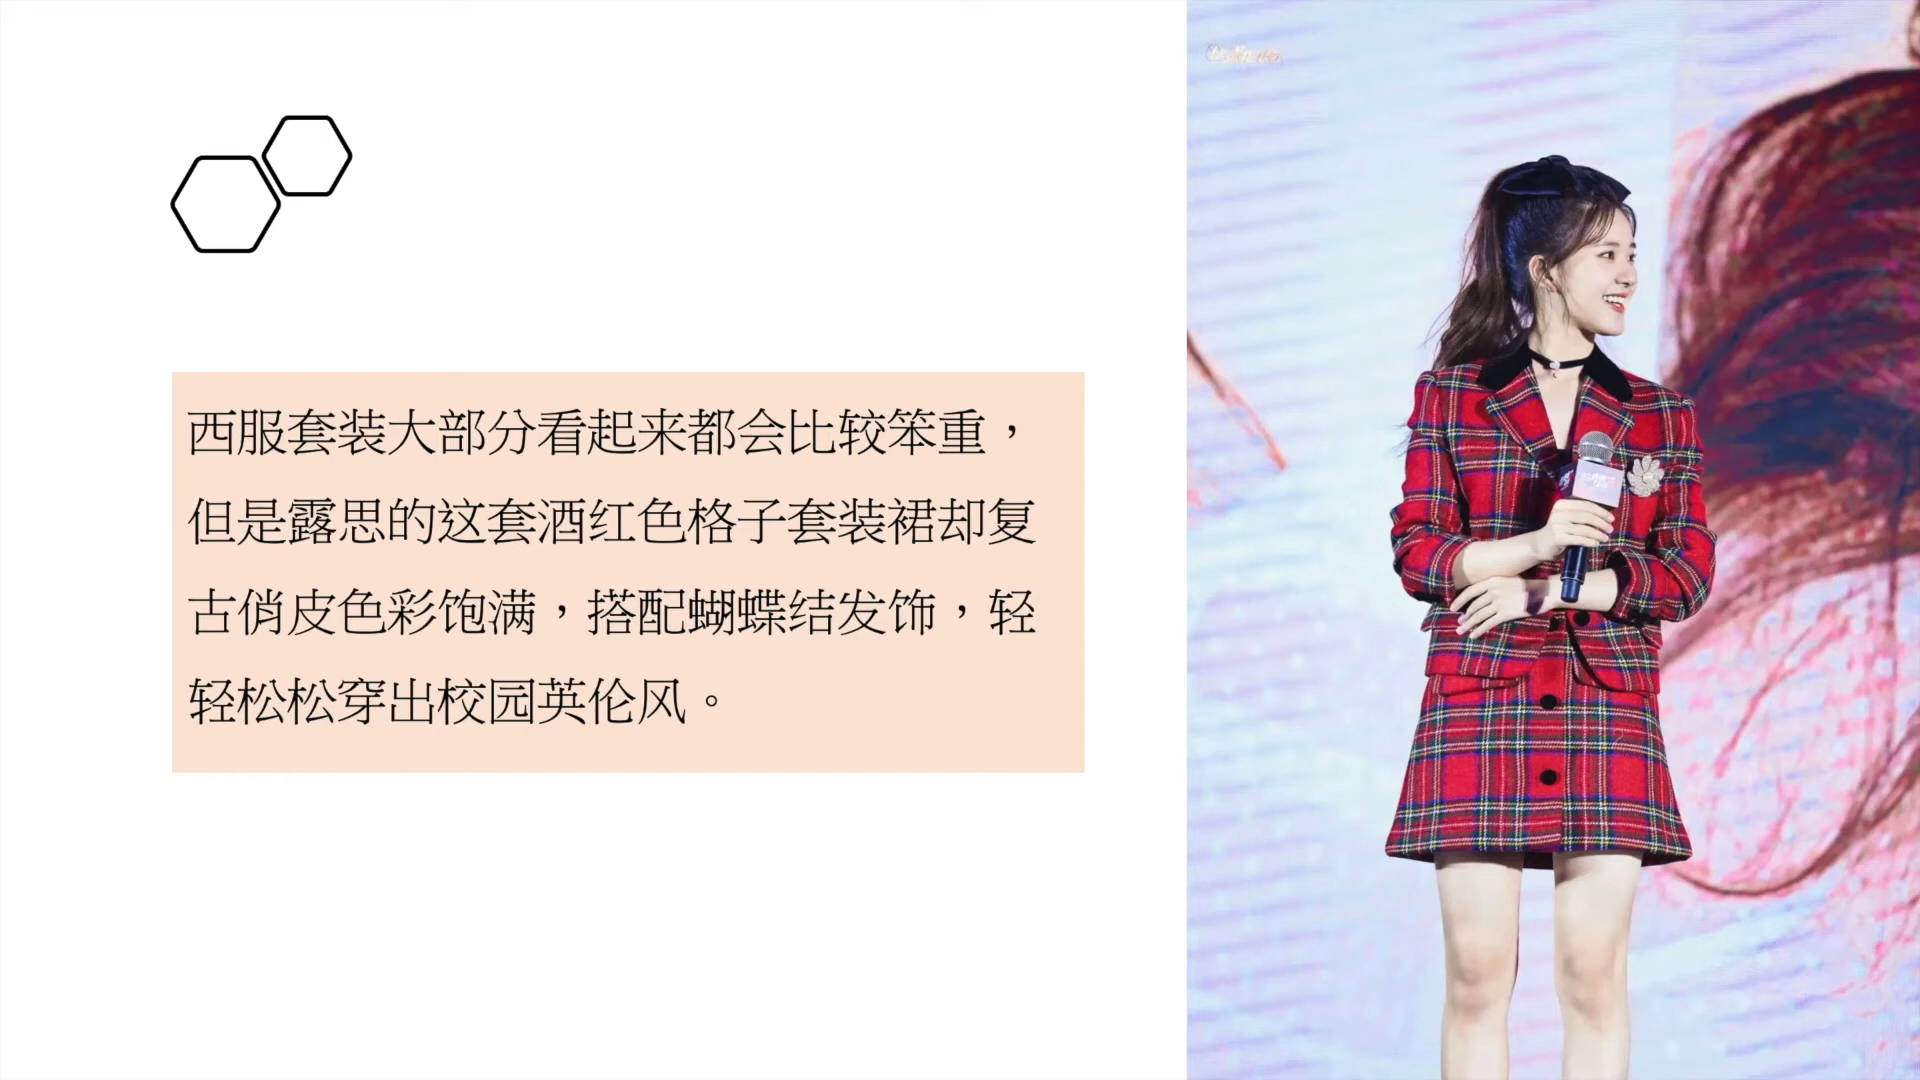 西服套装大部分看起来都会比较笨重，
但是露思的这套酒红色格子套装裙却复
古俏皮色彩饱满，搭配蝴蝶结发饰，轻
轻松松穿出校园英伦风。